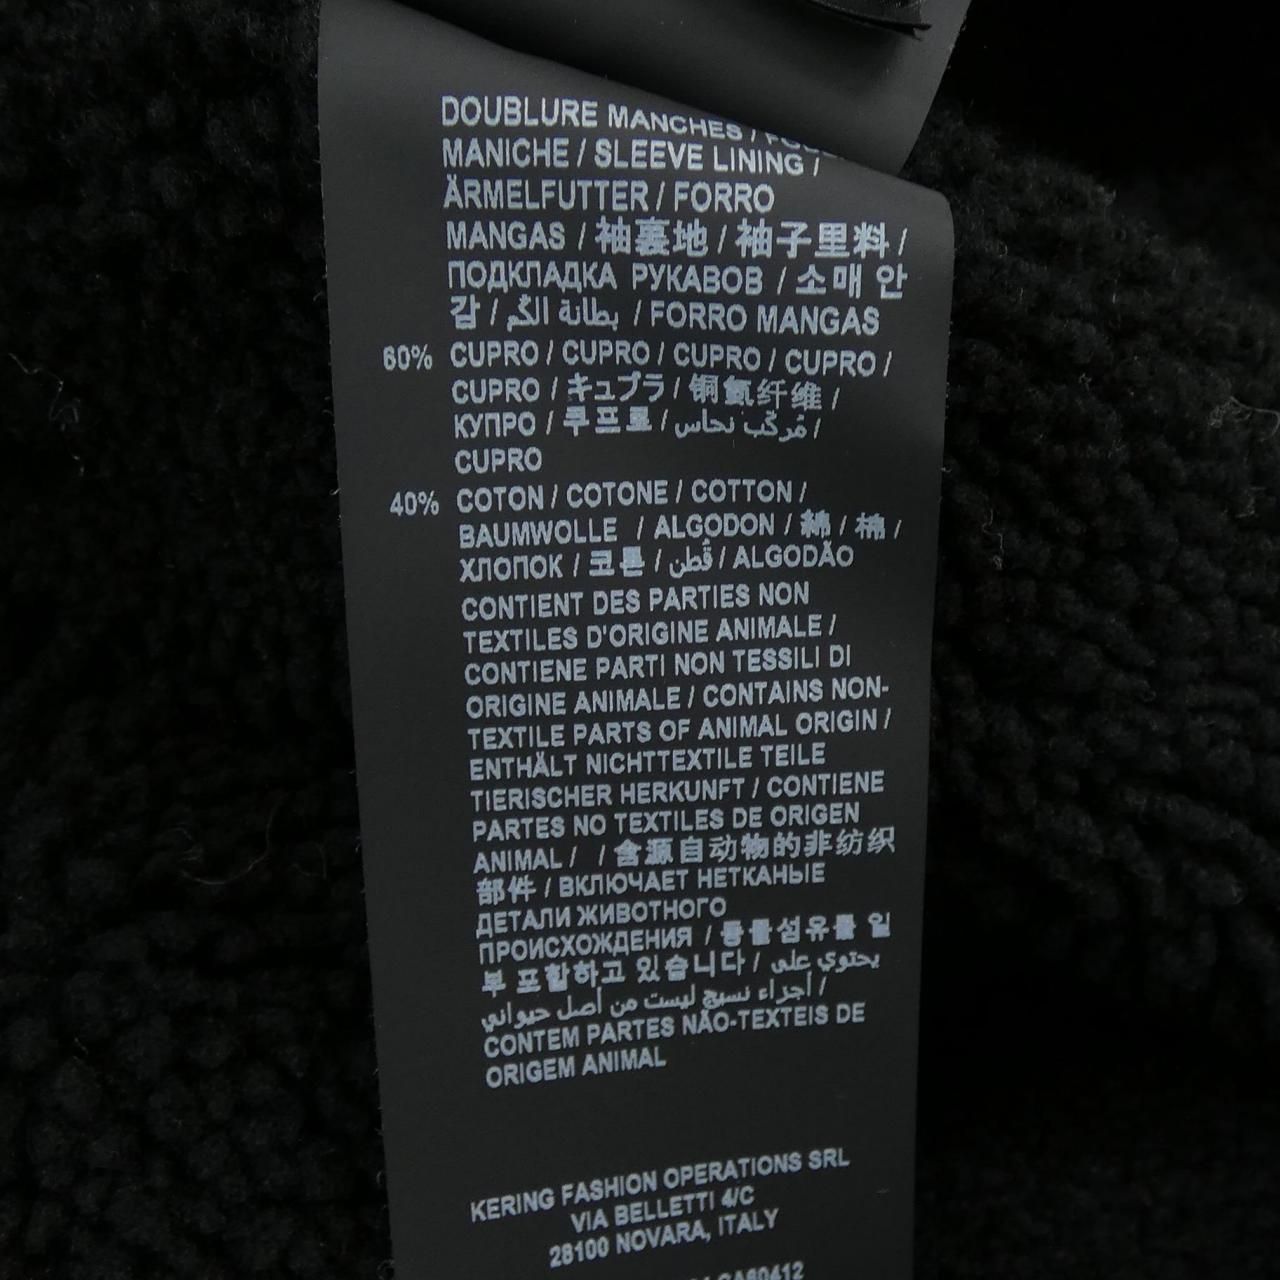 DOUBLURE MANCHES /
MANICHE / SLEEVE LINING /
ÄRMELFUTTER / FORRO
MANGAS / 袖裏地 / 袖子里料 /
ПОДКЛАДКА РУКАВОВ / 소매 안
감 / بطانة الكُم / FORRO MANGAS
60% CUPRO / CUPRO / CUPRO / CUPRO /
CUPRO / キュプラ / 铜氨纤维 /
КУПРО / 쿠프로 / مُركَّب نحاس /
CUPRO
40% COTON / COTONE / COTTON /
BAUMWOLLE / ALGODON / 綿 / 棉 /
ХЛОПОК / 코튼 / قُطن / ALGODÃO
CONTIENT DES PARTIES NON
TEXTILES D'ORIGINE ANIMALE /
CONTIENE PARTI NON TESSILI DI
ORIGINE ANIMALE / CONTAINS NON-
TEXTILE PARTS OF ANIMAL ORIGIN /
ENTHÄLT NICHTTEXTILE TEILE
TIERISCHER HERKUNFT / CONTIENE
PARTES NO TEXTILES DE ORIGEN
ANIMAL / / 含源自动物的非纺织
部件 / ВКЛЮЧАЕТ НЕТКАНЫЕ
ДЕТАЛИ ЖИВОТНОГО
ПРОИСХОЖДЕНИЯ / 동물섬유를 일
부 포함하고 있습니다 / يحتوي على
أجزاء نسيج ليست من أصل حيواني /
CONTEM PARTES NÃO-TEXTEIS DE
ORIGEM ANIMAL
KERING FASHION OPERATIONS SRL
VIA BELLETTI 4/C
28100 NOVARA, ITALY